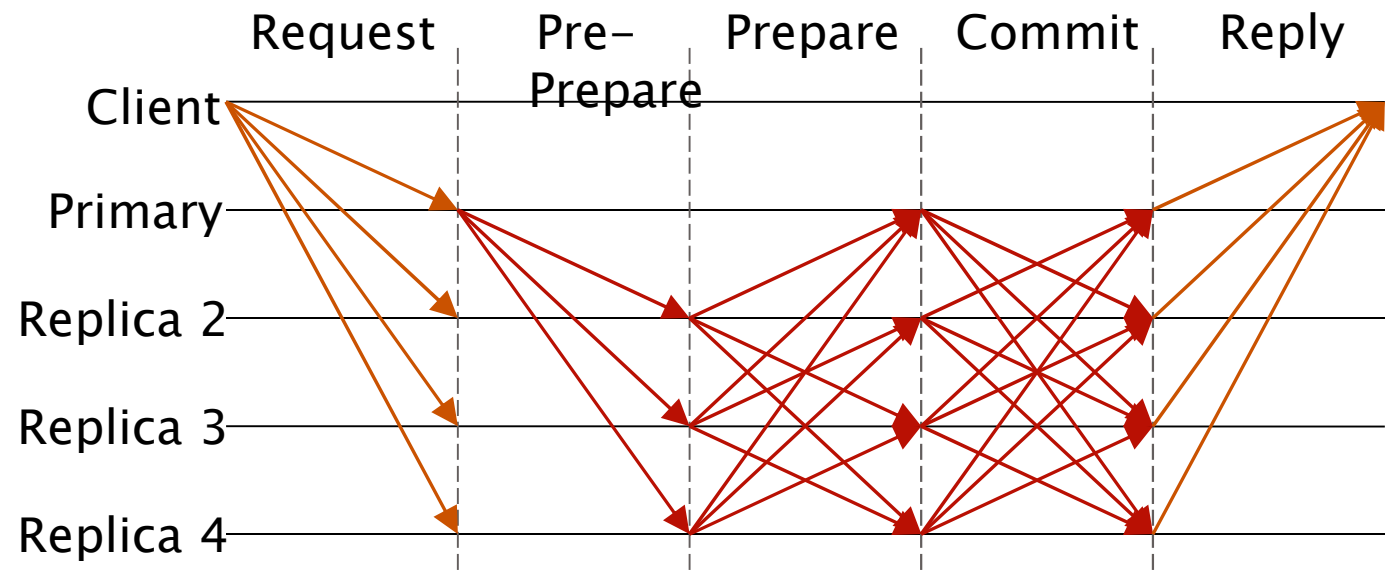 Request
Pre-
Prepare
Prepare
Commit
Reply
Client
Primary
Replica 2
Replica 3
Replica 4